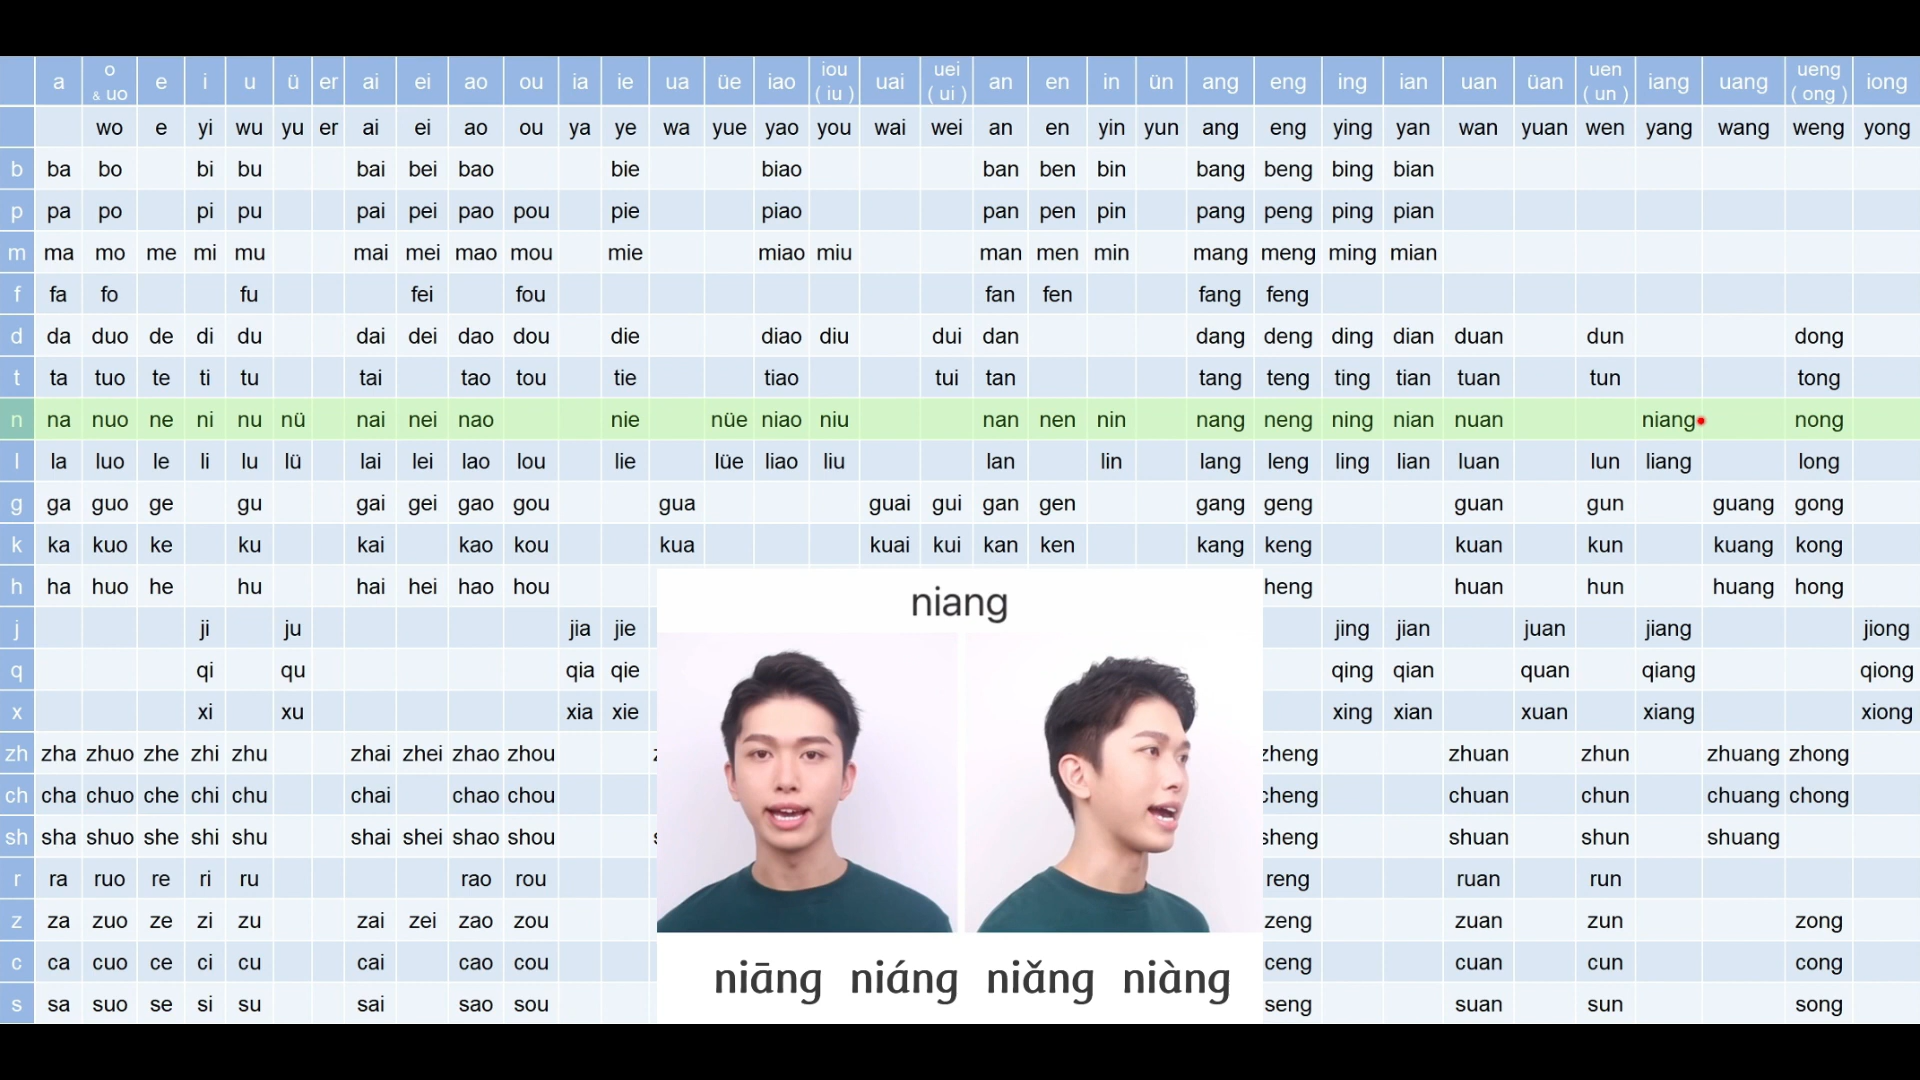 a o & uo e i u ü er ai ei ao ou ia ie ua üe iao iou ( iu ) uai uei ( ui ) an en in ün ang eng ing ian uan üan uen ( un ) iang uang ueng ( ong ) iong
wo e yi wu yu er ai ei ao ou ya ye wa yue yao you wai wei an en yin yun ang eng ying yan wan yuan wen yang wang weng yong
b ba bo bi bu bai bei bao bie biao ban ben bin bang beng bing bian
p pa po pi pu pai pei pao pou pie piao pan pen pin pang peng ping pian
m ma mo me mi mu mai mei mao mou mie miao miu man men min mang meng ming mian
f fa fo fu fei fou fan fen fang feng
d da duo de di du dai dei dao dou die diao diu dui dan dang deng ding dian duan dun dong
t ta tuo te ti tu tai tao tou tie tiao tui tan tang teng ting tian tuan tun tong
n na nuo ne ni nu nü nai nei nao nie nüe niao niu nan nen nin nang neng ning nian nuan niang nong
l la luo le li lu lü lai lei lao lou lie lüe liao liu lan lin lang leng ling lian luan lun liang long
g ga guo ge gu gai gei gao gou gua guai gui gan gen gang geng guan gun guang gong
k ka kuo ke ku kai kao kou kua kuai kui kan ken kang keng kuan kun kuang kong
h ha huo he hu hai hei hao hou heng huan hun huang hong
j ji ju jia jie jing jian juan jiang jiong
q qi qu qia qie qing qian quan qiang qiong
x xi xu xia xie xing xian xuan xiang xiong
zh zha zhuo zhe zhi zhu zhai zhei zhao zhou zheng zhuan zhun zhuang zhong
ch cha chuo che chi chu chai chao chou cheng chuan chun chuang chong
sh sha shuo she shi shu shai shei shao shou sheng shuan shun shuang
r ra ruo re ri ru rao rou reng ruan run
z za zuo ze zi zu zai zei zao zou zeng zuan zun zong
c ca cuo ce ci cu cai cao cou ceng cuan cun cong
s sa suo se si su sai sao sou seng suan sun song
niang
niāng niáng niǎng niàng